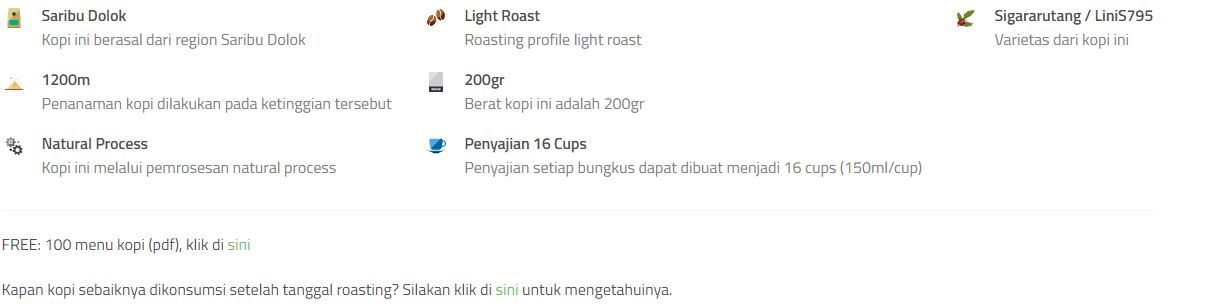 Saribu Dolok
Kopi ini berasal dari region Saribu Dolok
Light Roast
Roasting profile light roast
Sigararutang / LiniS795
Varietas dari kopi ini
1200m
Penanaman kopi dilakukan pada ketinggian tersebut
200gr
Berat kopi ini adalah 200gr
Natural Process
Kopi ini melalui pemrosesan natural process
Penyajian 16 Cups
Penyajian setiap bungkus dapat dibuat menjadi 16 cups (150ml/cup)
FREE: 100 menu kopi (pdf), klik di sini
Kapan kopi sebaiknya dikonsumsi setelah tanggal roasting? Silakan klik di sini untuk mengetahuinya.